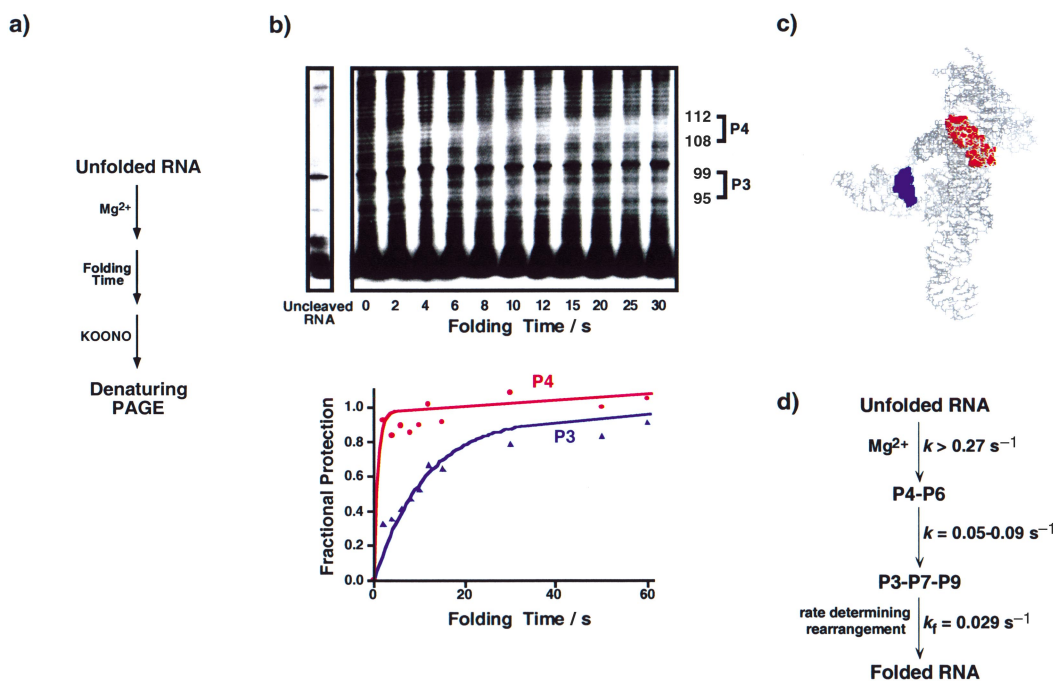 a)
Unfolded RNA
Mg2+
Folding
Time
KOONO
Denaturing
PAGE
b)
112
108
P4
99
95
P3
Uncleaved
RNA
0 2 4 6 8 10 12 15 20 25 30
Folding Time / s
Fractional Protection
1.0
0.8
0.6
0.4
0.2
0.0
P4
P3
0 20 40 60
Folding Time / s
c)
d)
Unfolded RNA
Mg2+ k > 0.27 s–1
P4-P6
k = 0.05-0.09 s–1
P3-P7-P9
rate determining
rearrangement
kf = 0.029 s–1
Folded RNA